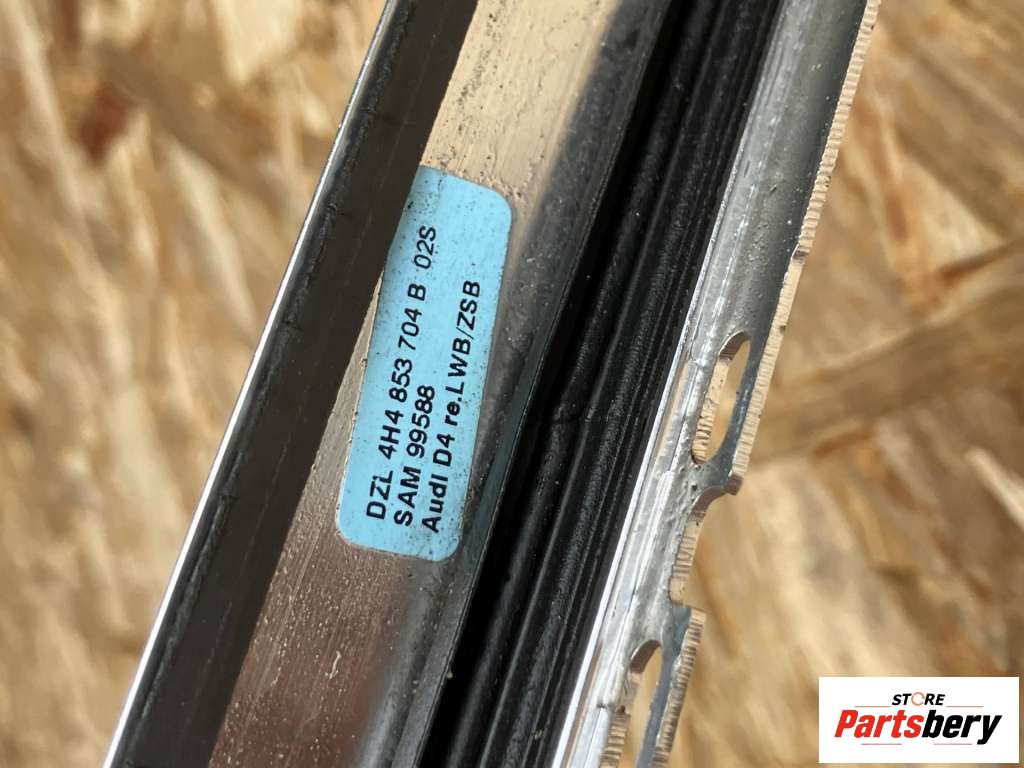 DZL 4H4 853 704 B 02S
SAM 99588
Audi D4 re.LWB/ZSB
STORE
Partsbery